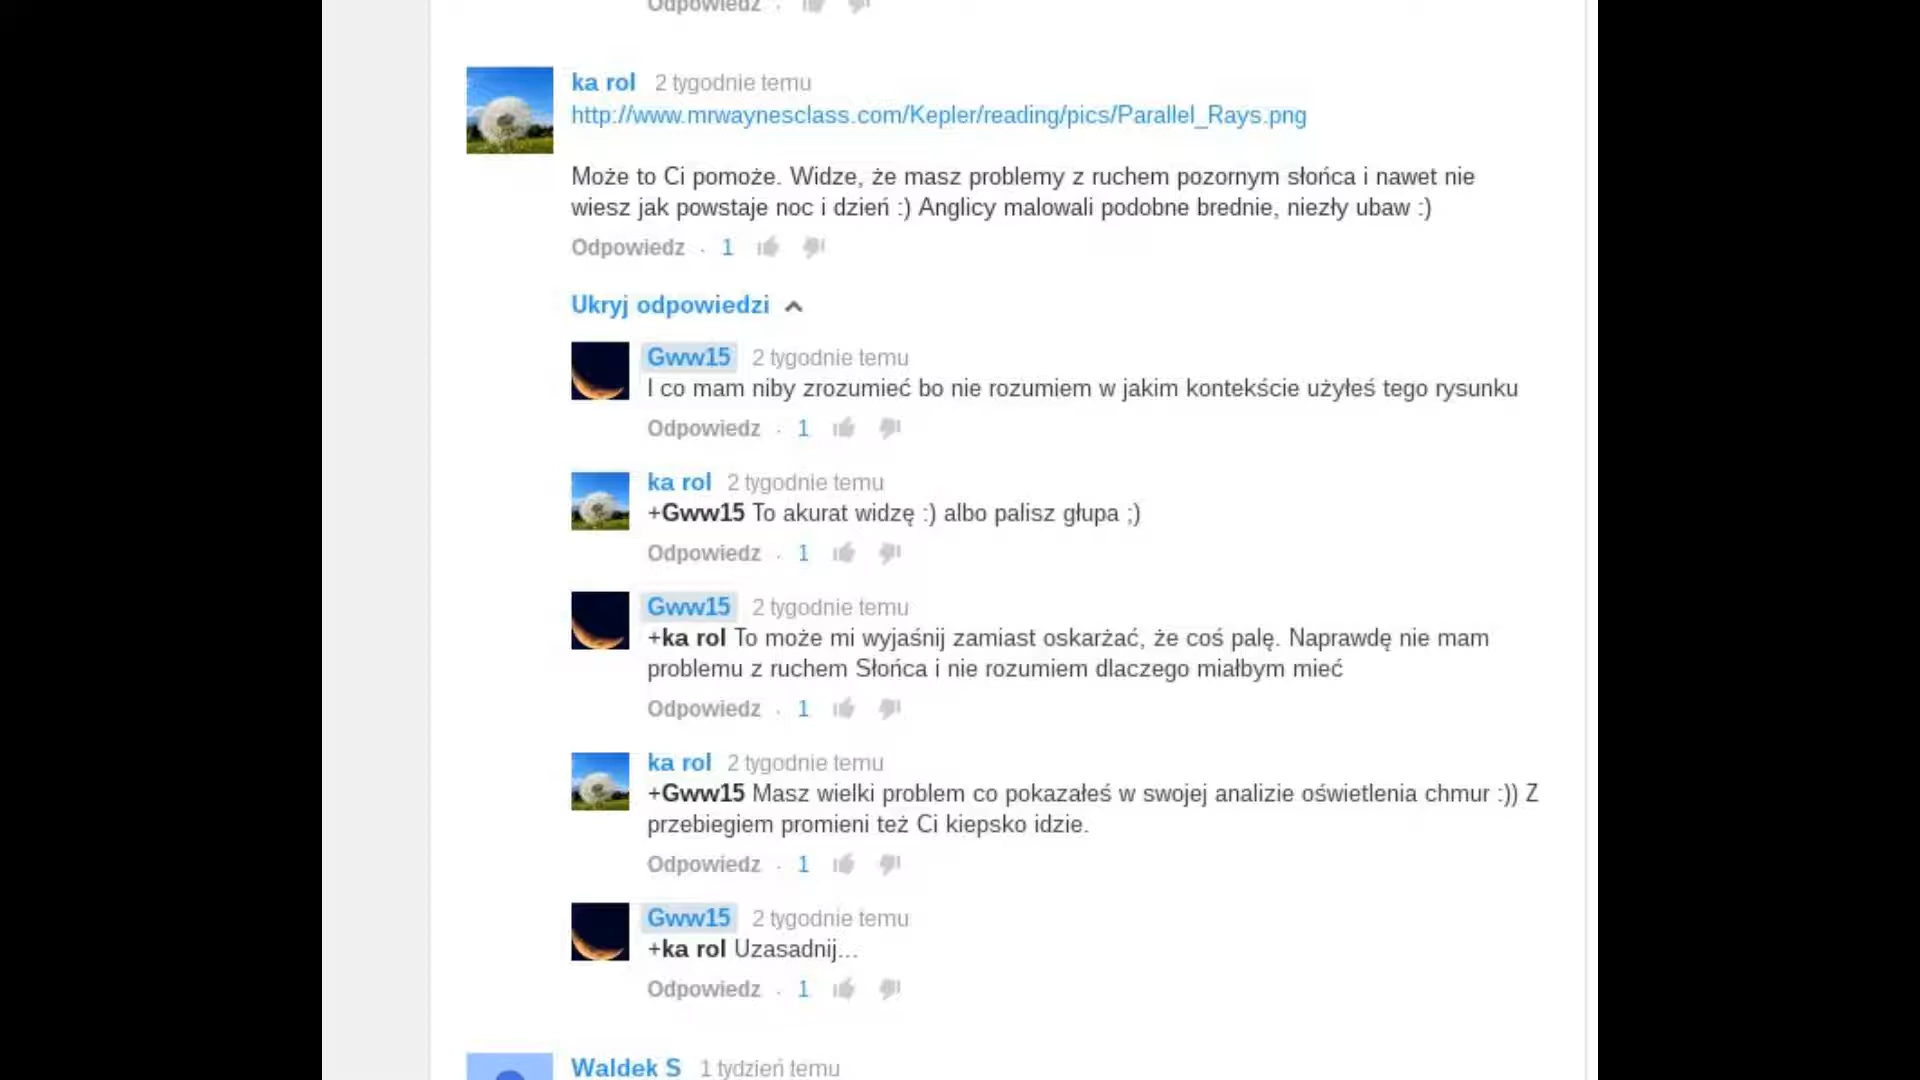 Odpowiedz ·
ka rol 2 tygodnie temu
http://www.mrwaynesclass.com/Kepler/reading/pics/Parallel_Rays.png
Może to Ci pomoże. Widze, że masz problemy z ruchem pozornym słońca i nawet nie
wiesz jak powstaje noc i dzień :) Anglicy malowali podobne brednie, niezły ubaw :)
Odpowiedz · 1
Ukryj odpowiedzi
Gww15 2 tygodnie temu
I co mam niby zrozumieć bo nie rozumiem w jakim kontekście użyłeś tego rysunku
Odpowiedz · 1
ka rol 2 tygodnie temu
+Gww15 To akurat widzę :) albo palisz głupa ;)
Odpowiedz · 1
Gww15 2 tygodnie temu
+ka rol To może mi wyjaśnij zamiast oskarżać, że coś palę. Naprawdę nie mam
problemu z ruchem Słońca i nie rozumiem dlaczego miałbym mieć
Odpowiedz · 1
ka rol 2 tygodnie temu
+Gww15 Masz wielki problem co pokazałeś w swojej analizie oświetlenia chmur :)) Z
przebiegiem promieni też Ci kiepsko idzie.
Odpowiedz · 1
Gww15 2 tygodnie temu
+ka rol Uzasadnij...
Odpowiedz · 1
Waldek S 1 tydzień temu